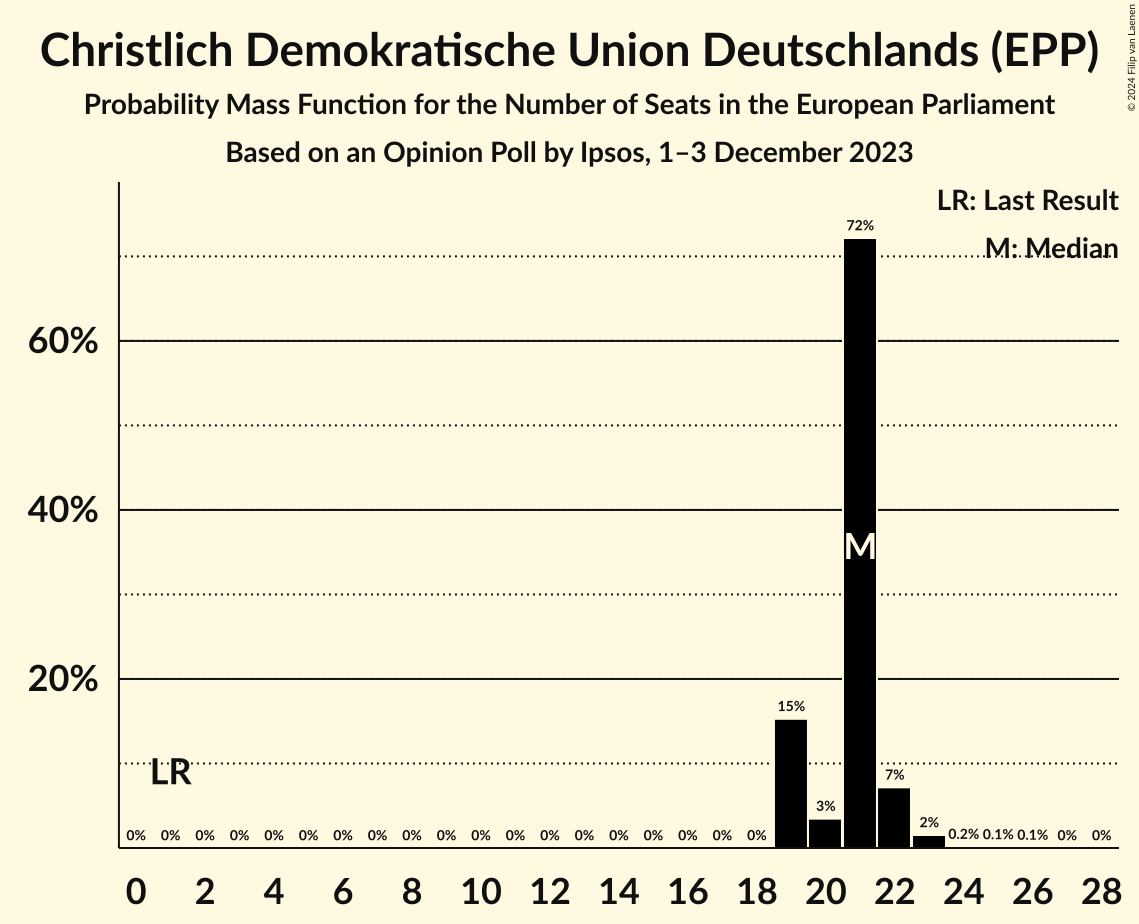 Christlich Demokratische Union Deutschlands (EPP)
Probability Mass Function for the Number of Seats in the European Parliament
Based on an Opinion Poll by Ipsos, 1–3 December 2023
© 2024 Filip van Laenen
LR: Last Result
M: Median
72%
60%
40%
M
20%
15%
LR
7%
3%
2%
0% 0% 0% 0% 0% 0% 0% 0% 0% 0% 0% 0% 0% 0% 0% 0% 0% 0% 0% 0.2% 0.1% 0.1% 0% 0%
0 2 4 6 8 10 12 14 16 18 20 22 24 26 28